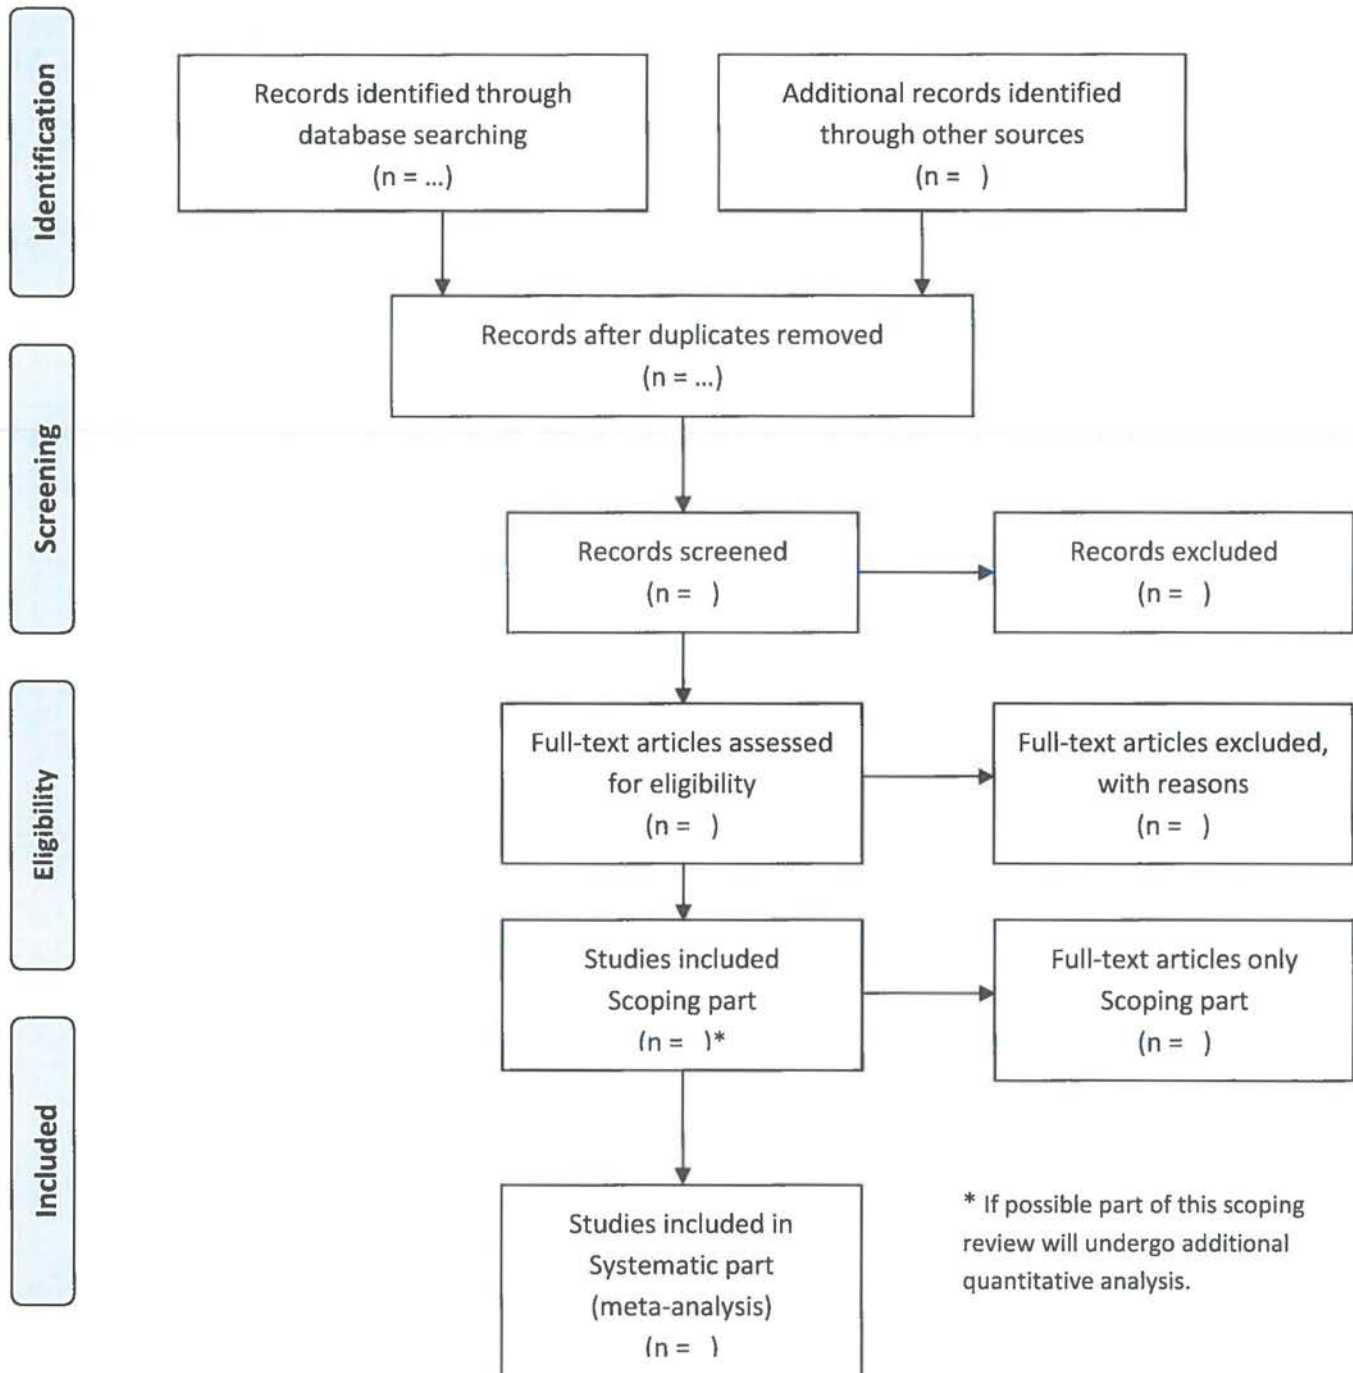 Identification
Records identified through
database searching
(n = ...)
Additional records identified
through other sources
(n =   )
Records after duplicates removed
(n = ...)
Screening
Records screened
(n =   )
Records excluded
(n =   )
Eligibility
Full-text articles assessed
for eligibility
(n =   )
Full-text articles excluded,
with reasons
(n =   )
Studies included
Scoping part
(n =   )*
Full-text articles only
Scoping part
(n =   )
Included
Studies included in
Systematic part
(meta-analysis)
(n =   )
* If possible part of this scoping
review will undergo additional
quantitative analysis.